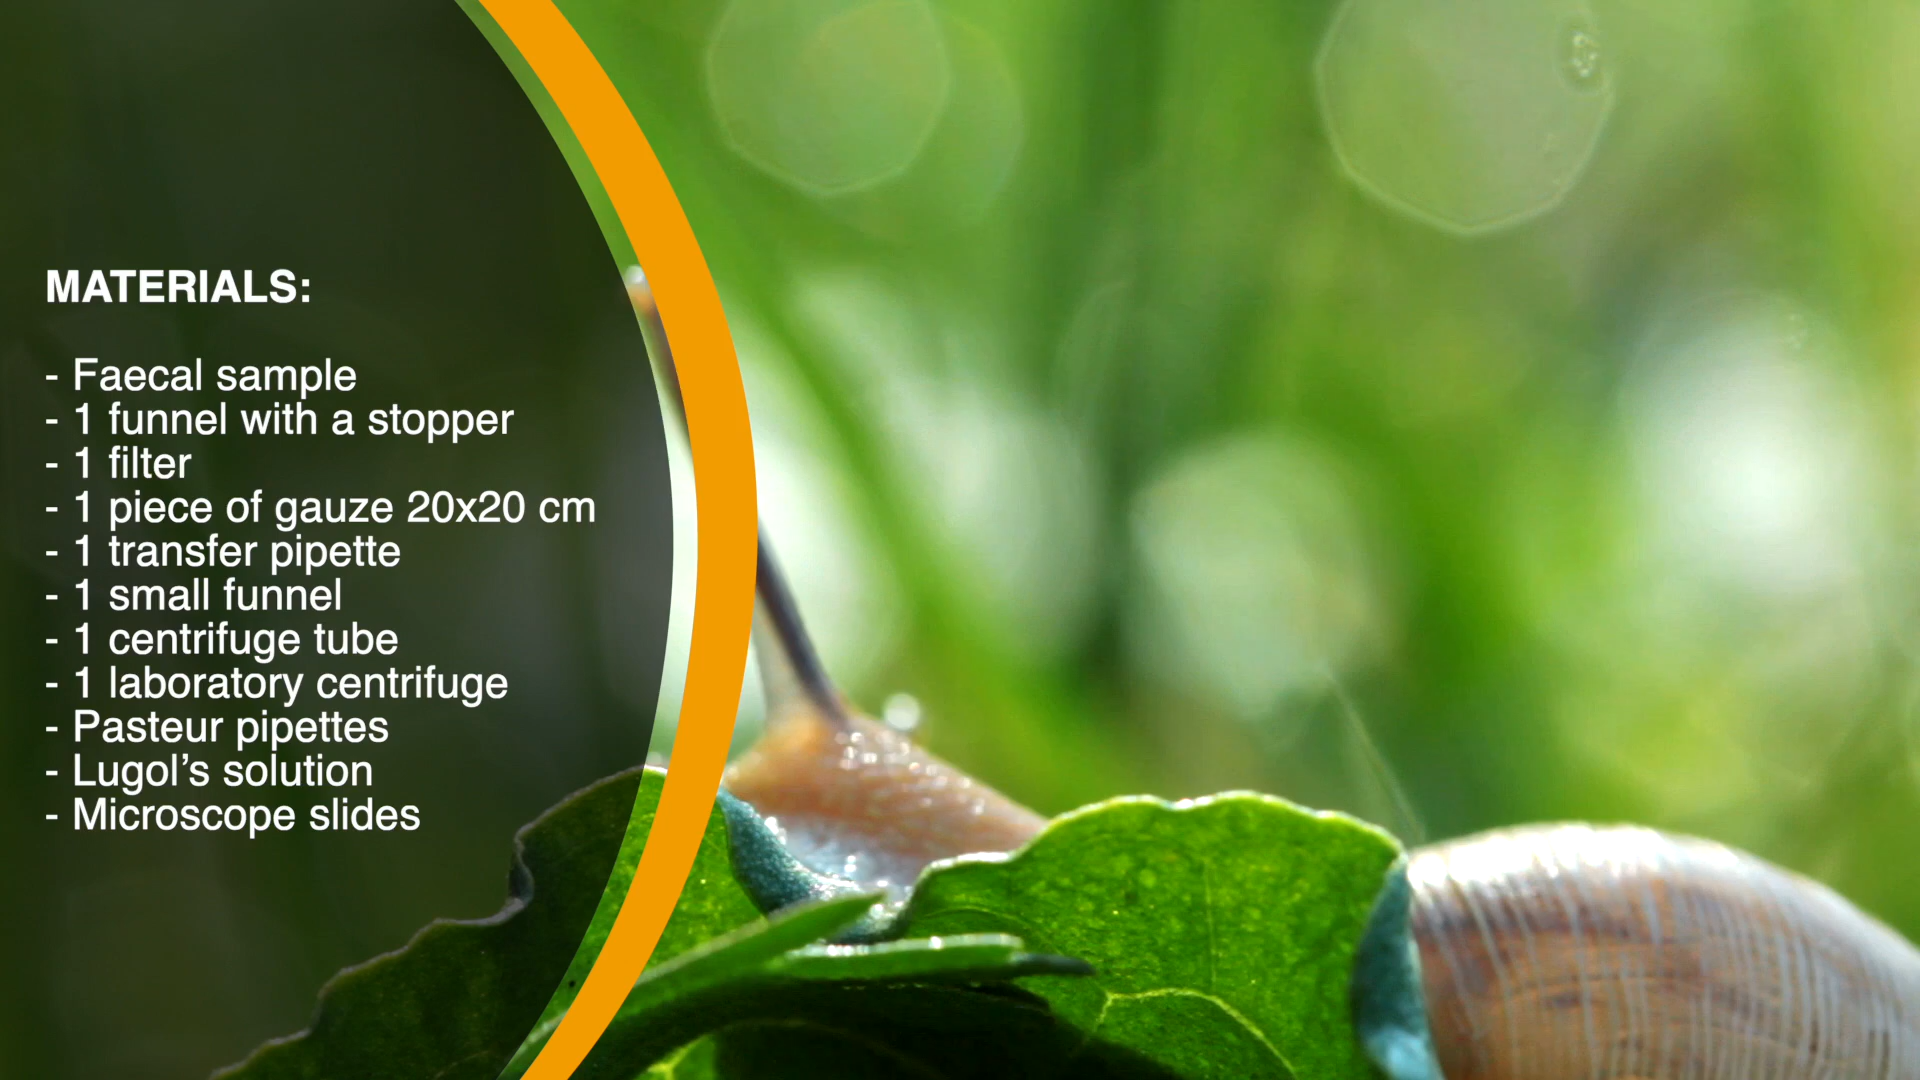 MATERIALS:
- Faecal sample
- 1 funnel with a stopper
- 1 filter
- 1 piece of gauze 20x20 cm
- 1 transfer pipette
- 1 small funnel
- 1 centrifuge tube
- 1 laboratory centrifuge
- Pasteur pipettes
- Lugol’s solution
- Microscope slides